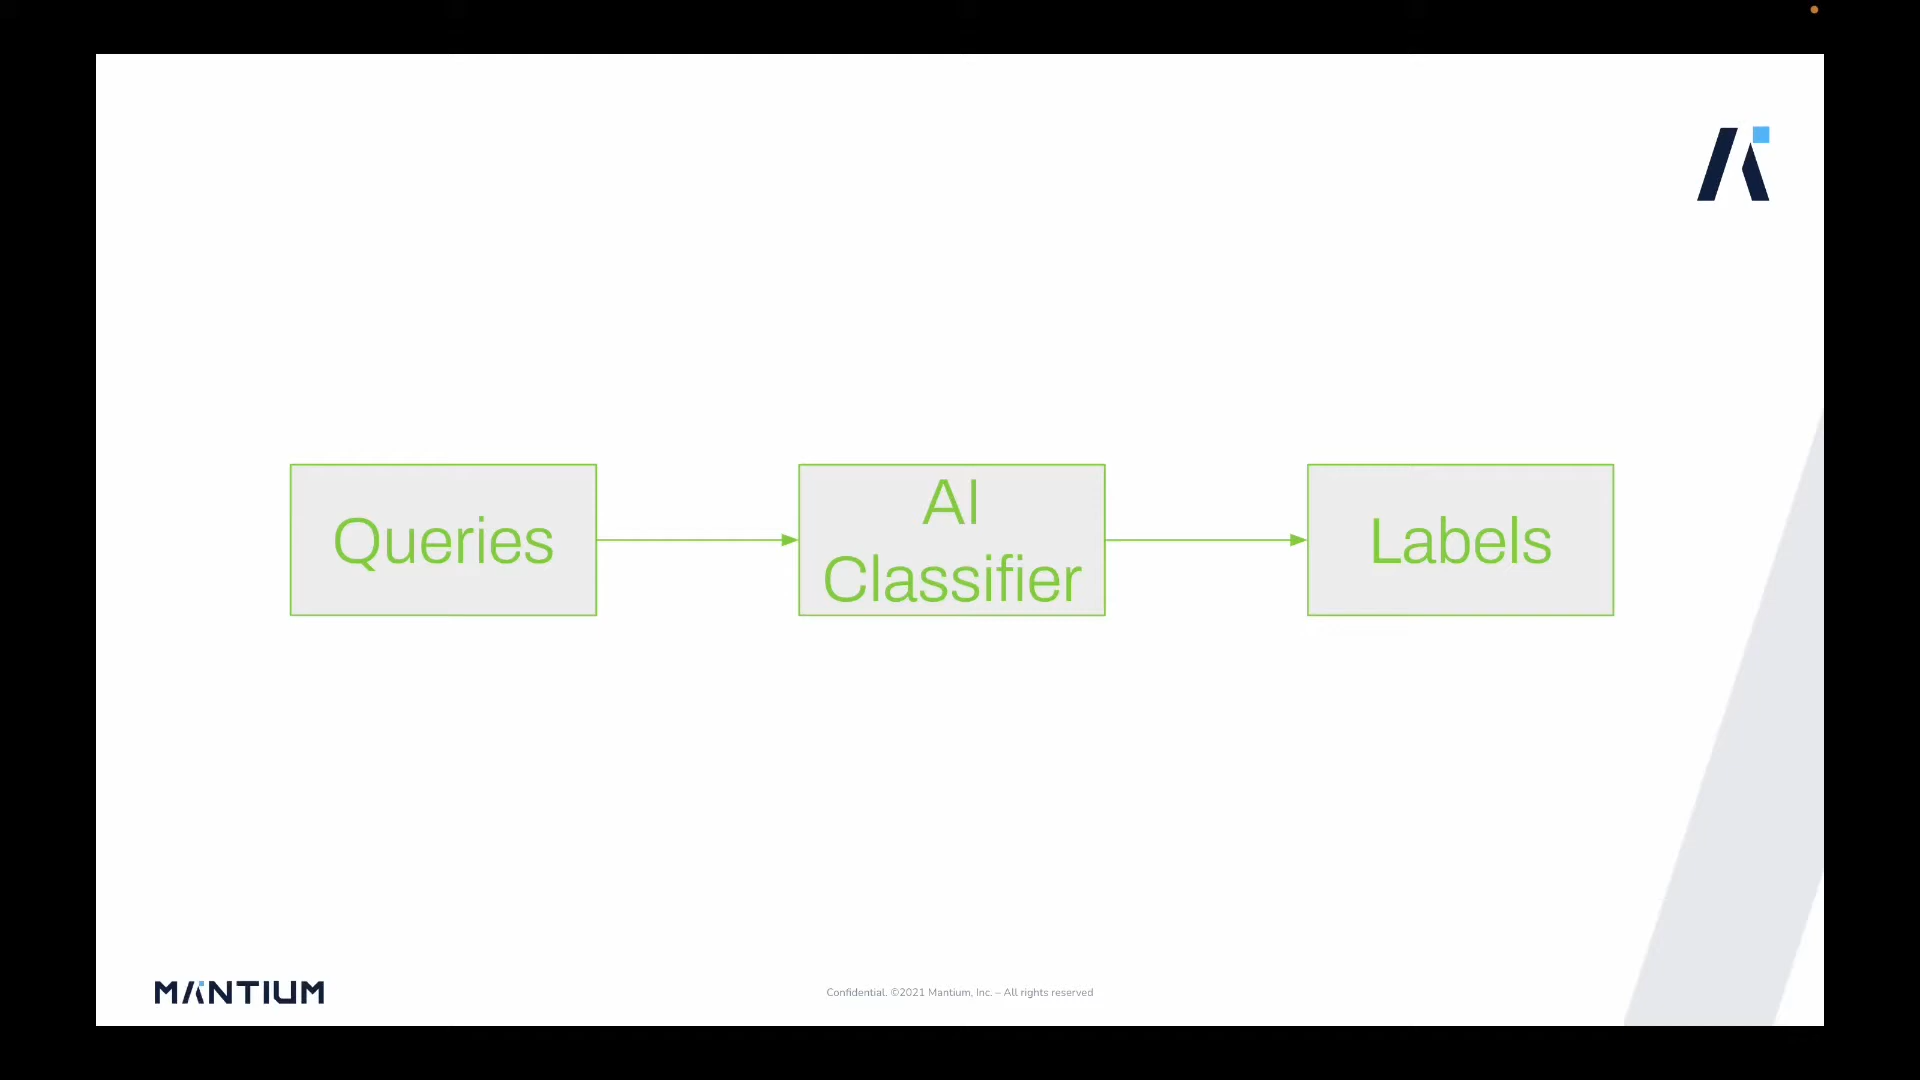 Queries
AI
Classifier
Labels
MANTIUM
Confidential. ©2021 Mantium, Inc. – All rights reserved